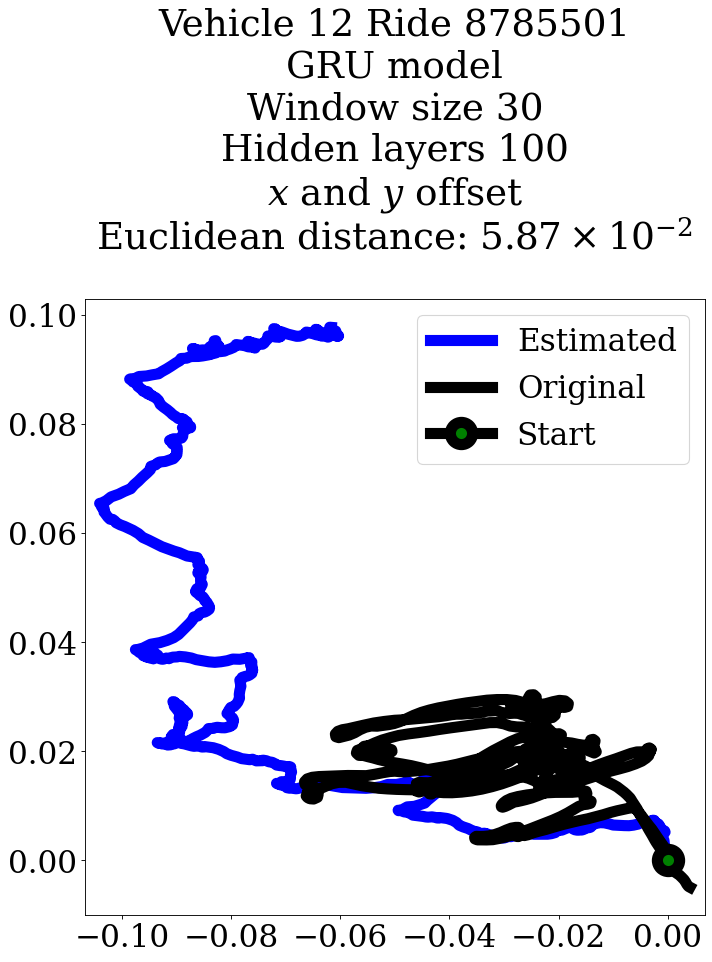 Vehicle 12 Ride 8785501
GRU model
Window size 30
Hidden layers 100
x and y offset
Euclidean distance: 5.87 × 10⁻²
Estimated
Original
Start
0.10
0.08
0.06
0.04
0.02
0.00
−0.10 −0.08 −0.06 −0.04 −0.02 0.00